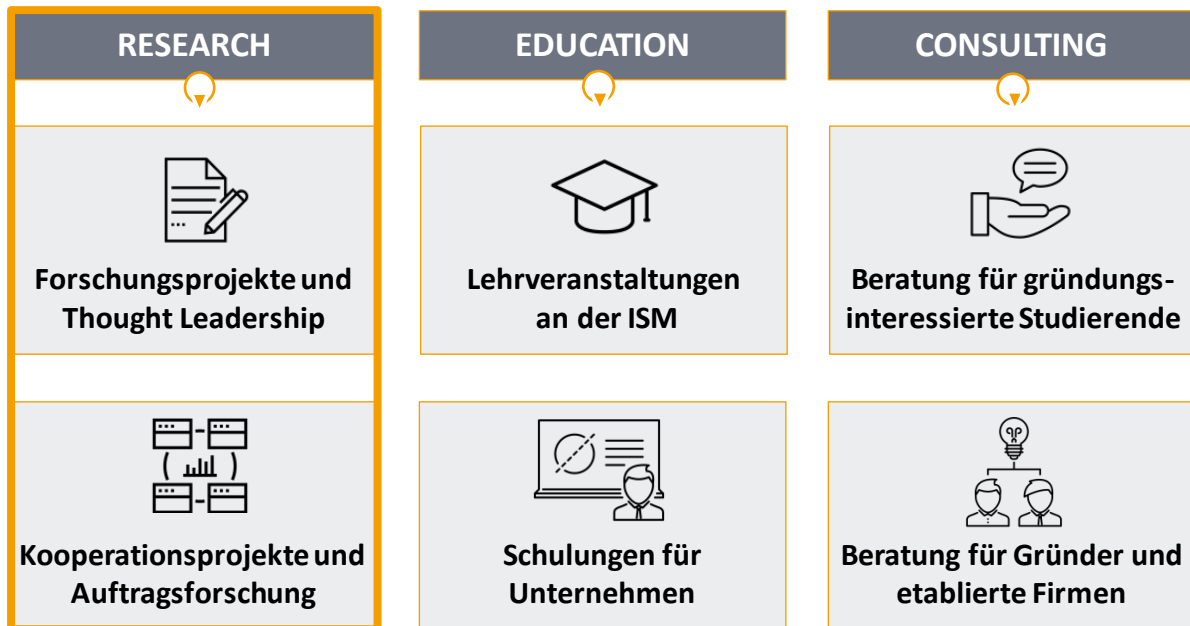 RESEARCH
EDUCATION
CONSULTING
Forschungsprojekte und
Thought Leadership
Lehrveranstaltungen
an der ISM
Beratung für gründungs-
interessierte Studierende
Kooperationsprojekte und
Auftragsforschung
Schulungen für
Unternehmen
Beratung für Gründer und
etablierte Firmen